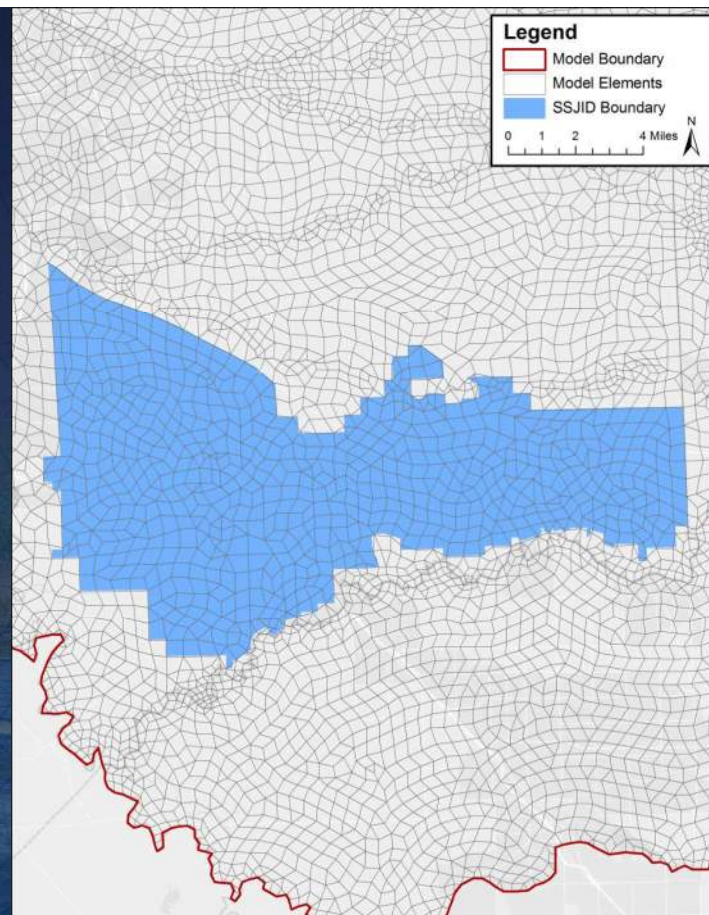 Legend
Model Boundary
Model Elements
SSJID Boundary
0 1 2 4 Miles
N